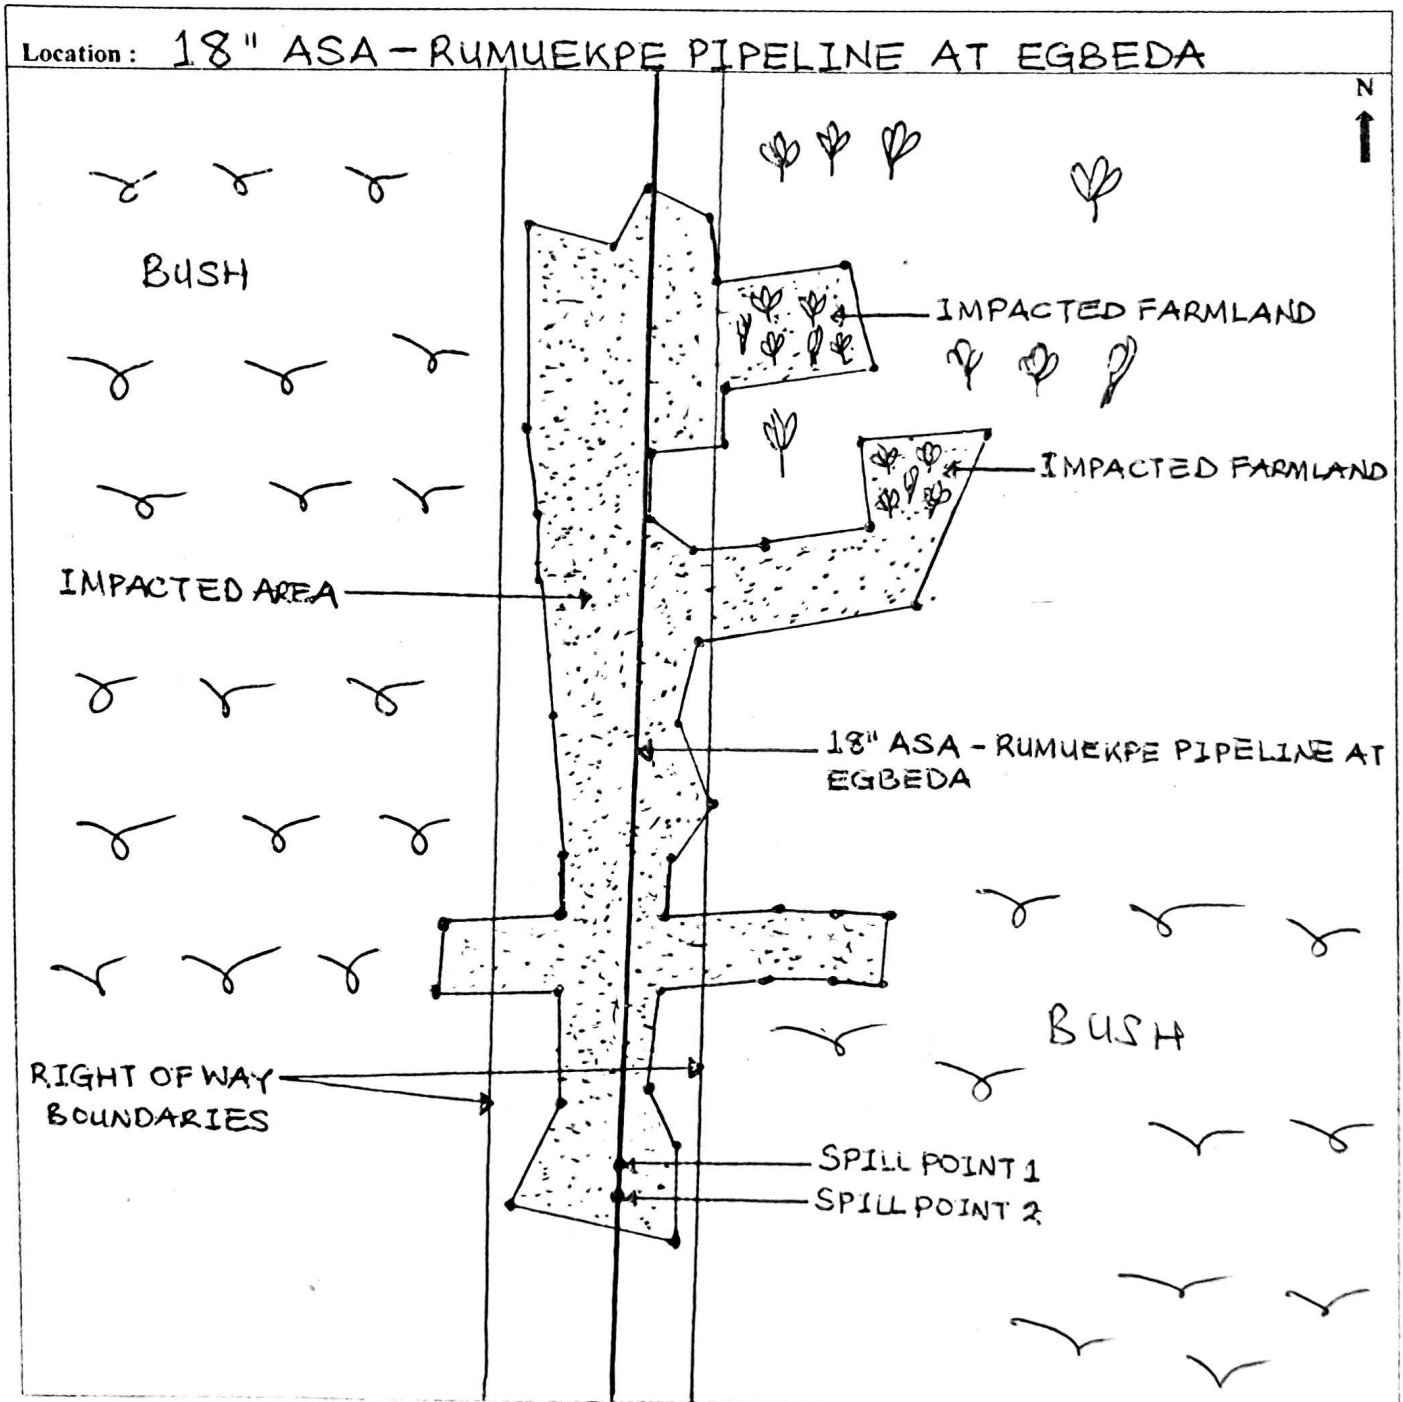 Location : 18" ASA - RUMUEKPE PIPELINE AT EGBEDA
N
BUSH
IMPACTED FARMLAND
IMPACTED FARMLAND
IMPACTED AREA
18" ASA - RUMUEKPE PIPELINE AT
EGBEDA
BUSH
RIGHT OF WAY
BOUNDARIES
SPILL POINT 1
SPILL POINT 2